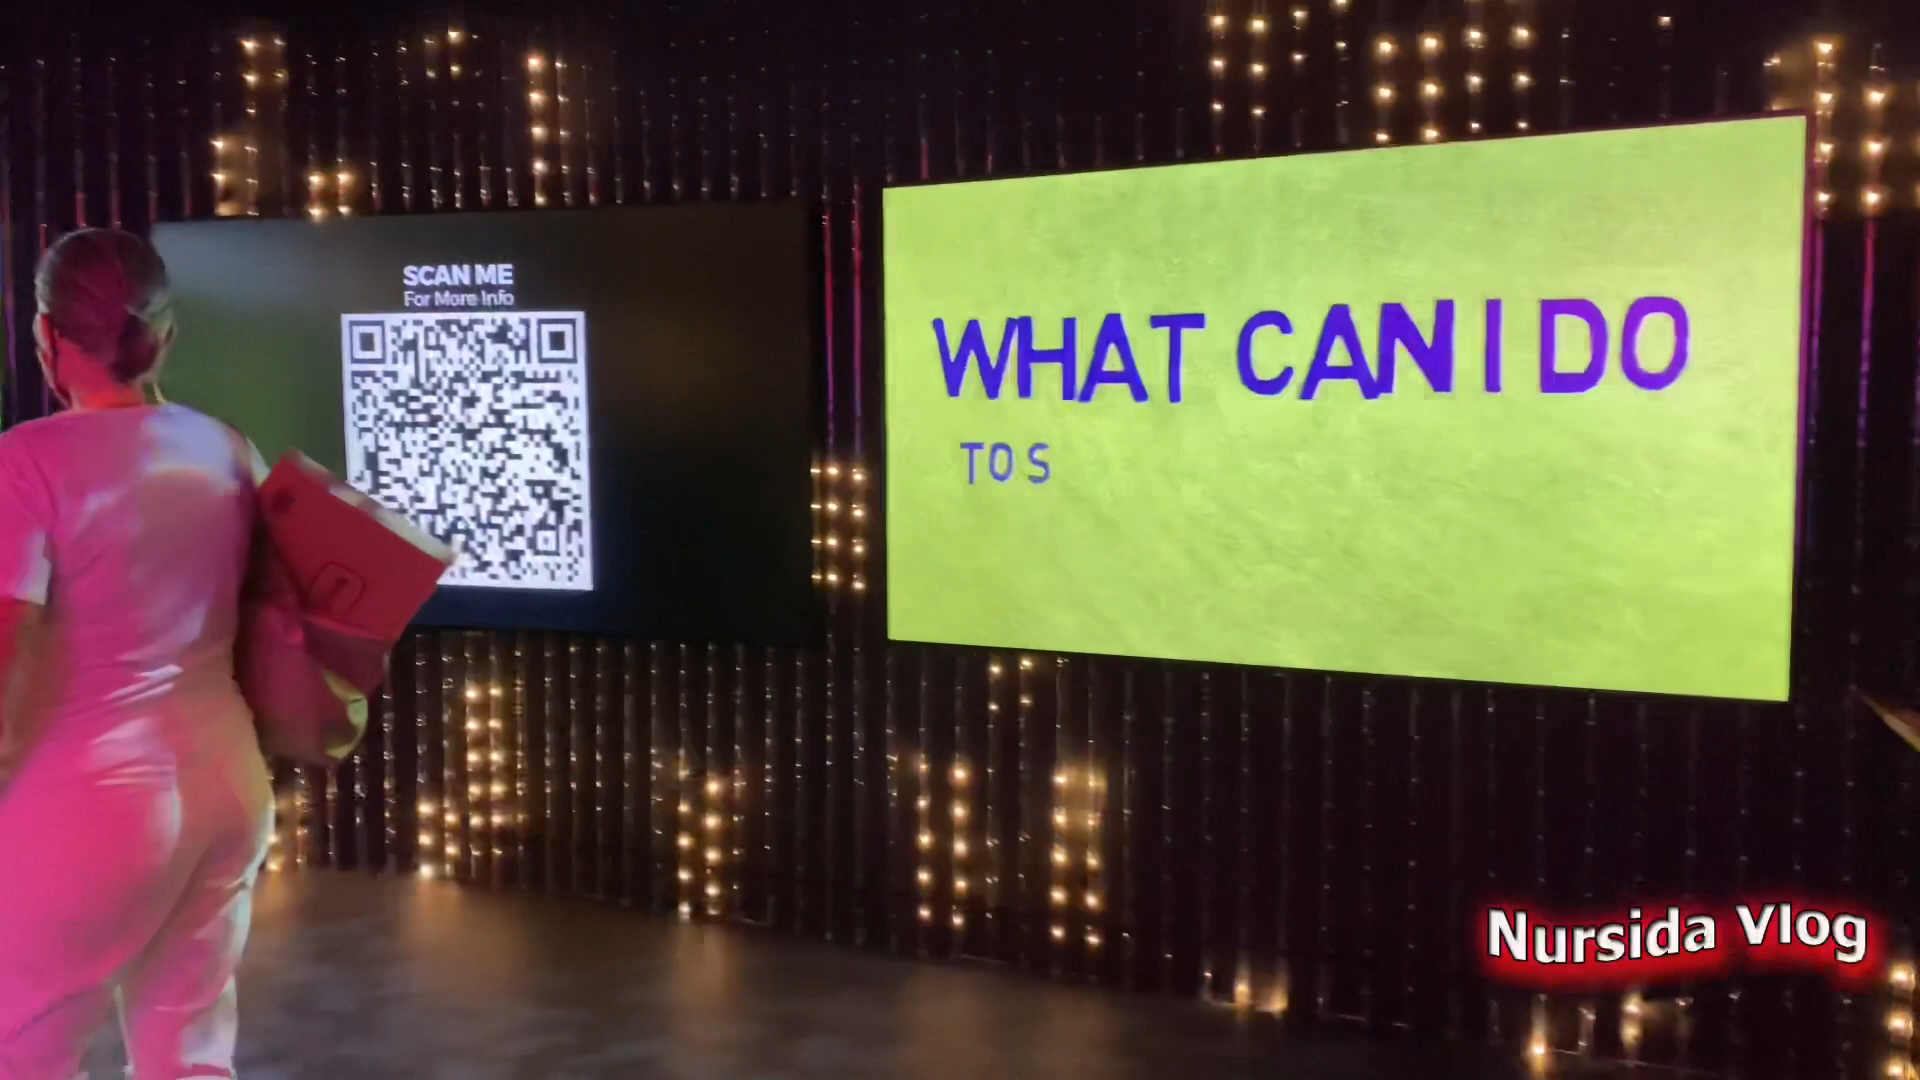 SCAN ME
For More Info
WHAT CAN I DO
TO S
Nursida Vlog